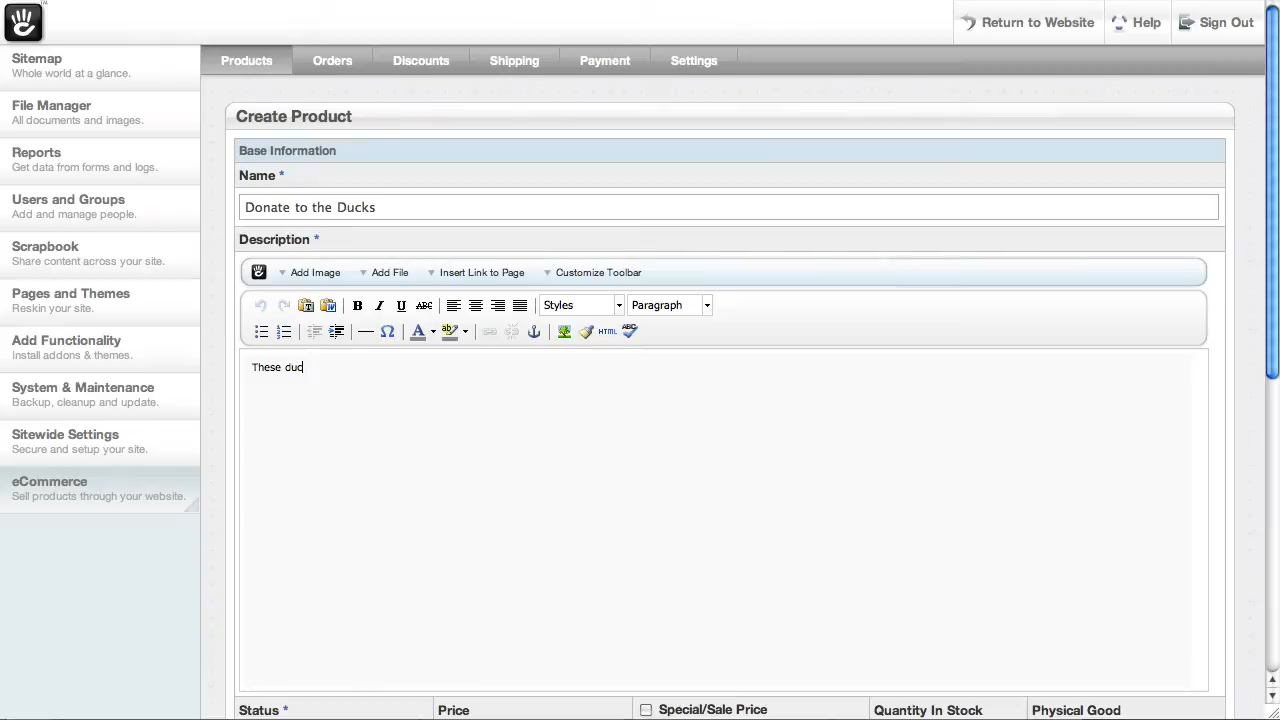 Return to Website
Help
Sign Out
Sitemap
Whole world at a glance.
File Manager
All documents and images.
Reports
Get data from forms and logs.
Users and Groups
Add and manage people.
Scrapbook
Share content across your site.
Pages and Themes
Reskin your site.
Add Functionality
Install addons & themes.
System & Maintenance
Backup, cleanup and update.
Sitewide Settings
Secure and setup your site.
eCommerce
Sell products through your website.
Products Orders Discounts Shipping Payment Settings
Create Product
Base Information
Name *
Donate to the Ducks
Description *
Add Image Add File Insert Link to Page Customize Toolbar
B I U ABC Styles Paragraph
Ω A ab HTML ABC
These duc
Status * Price Special/Sale Price Quantity In Stock Physical Good